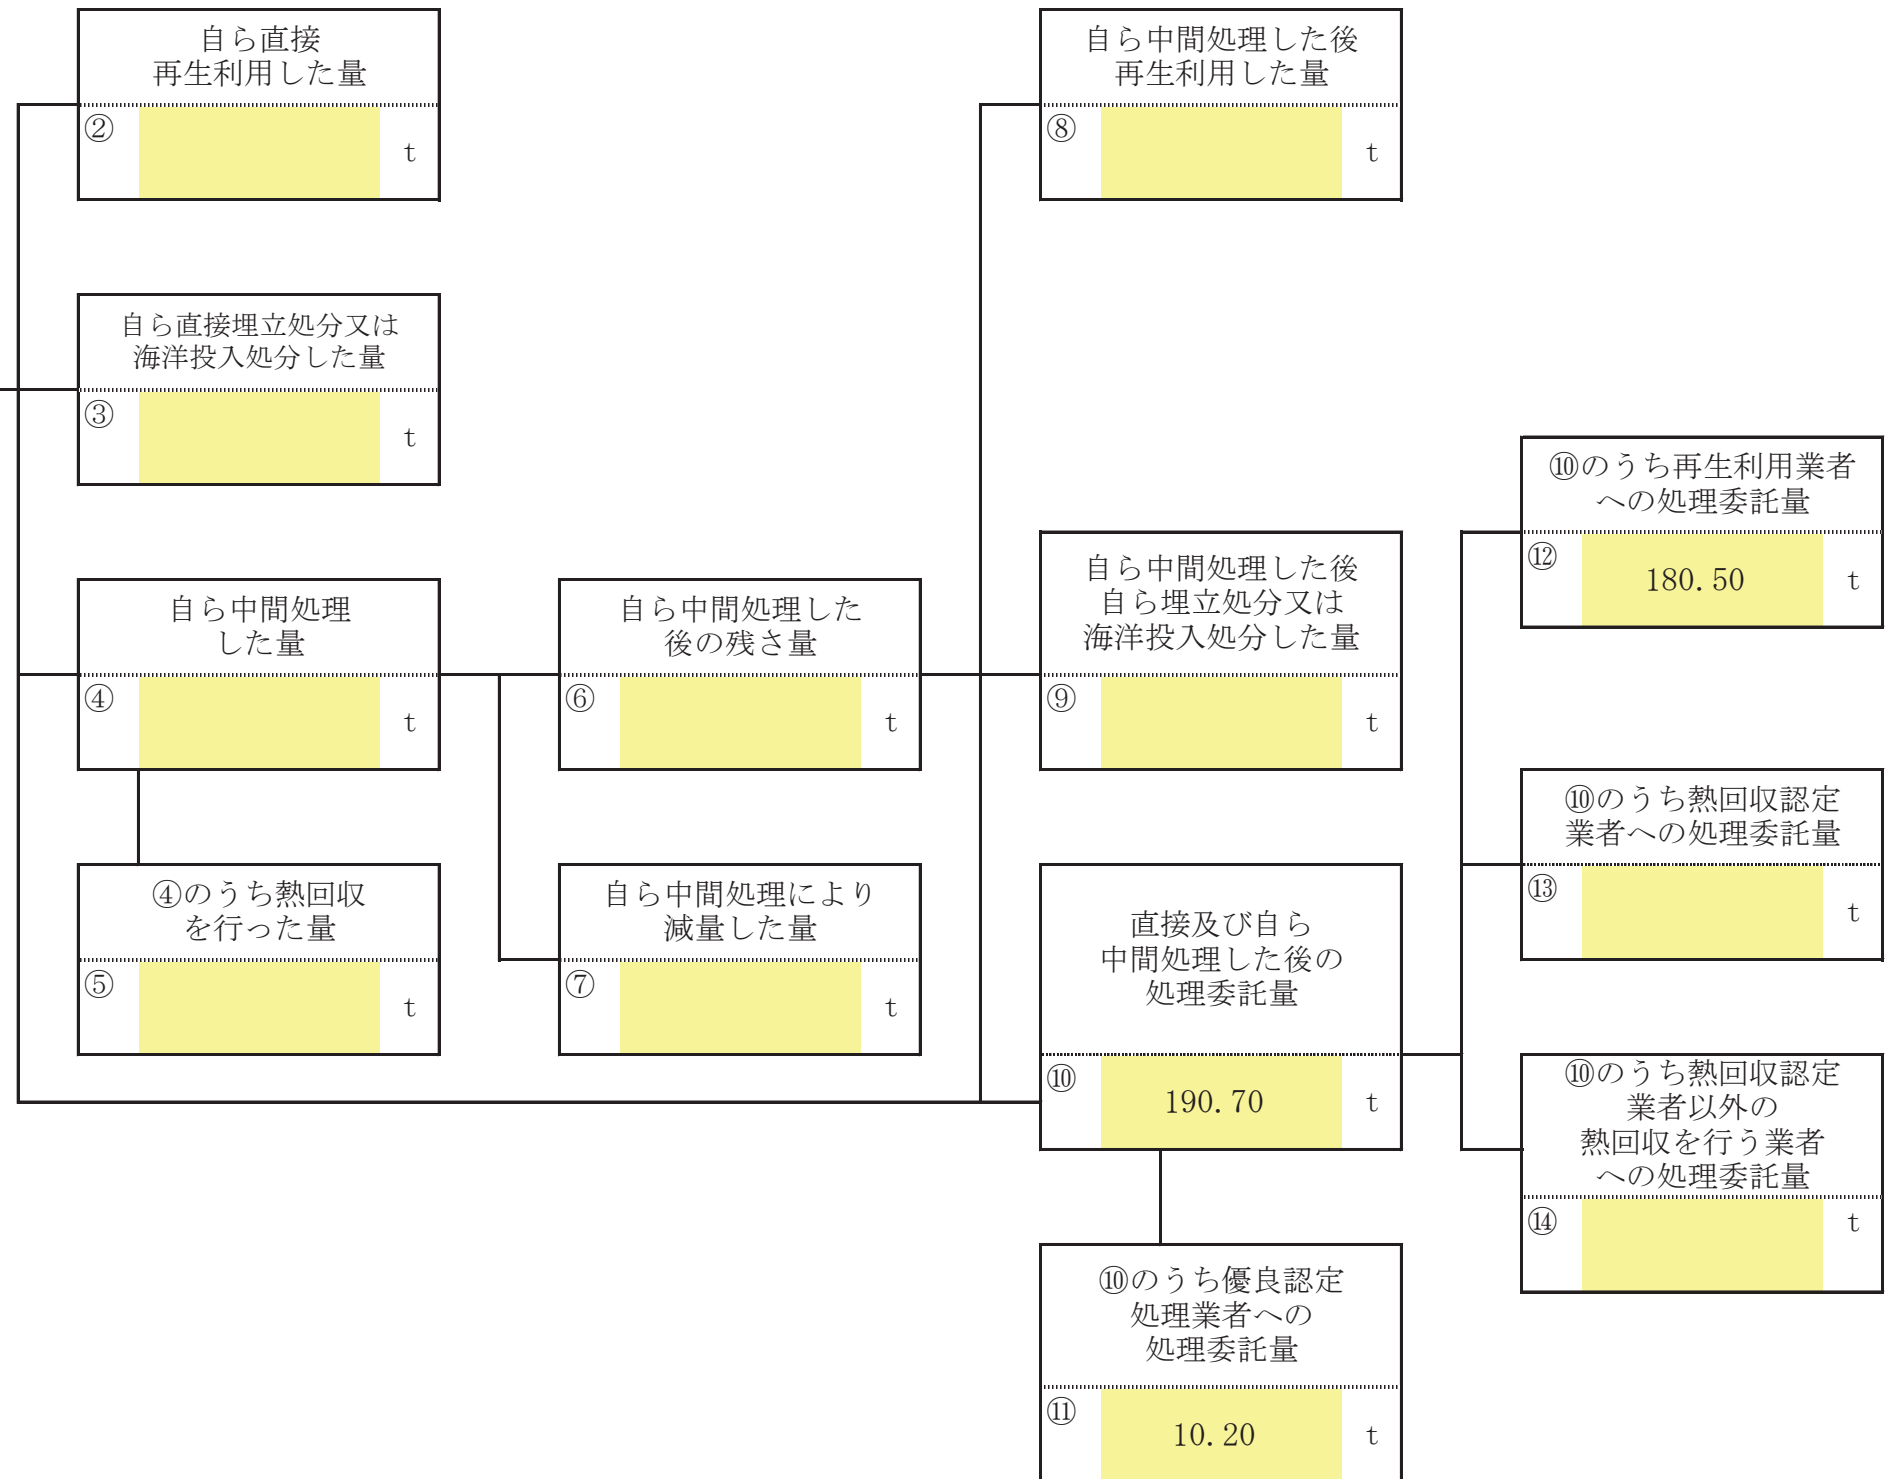 自ら直接
再生利用した量
②
t
自ら中間処理した後
再生利用した量
⑧
t
自ら直接埋立処分又は
海洋投入処分した量
③
t
⑩のうち再生利用業者
への処理委託量
⑫
180.50
t
自ら中間処理
した量
④
t
自ら中間処理した
後の残さ量
⑥
t
自ら中間処理した後
自ら埋立処分又は
海洋投入処分した量
⑨
t
⑩のうち熱回収認定
業者への処理委託量
⑬
t
④のうち熱回収
を行った量
⑤
t
自ら中間処理により
減量した量
⑦
t
直接及び自ら
中間処理した後の
処理委託量
⑩
190.70
t
⑩のうち熱回収認定
業者以外の
熱回収を行う業者
への処理委託量
⑭
t
⑩のうち優良認定
処理業者への
処理委託量
⑪
10.20
t